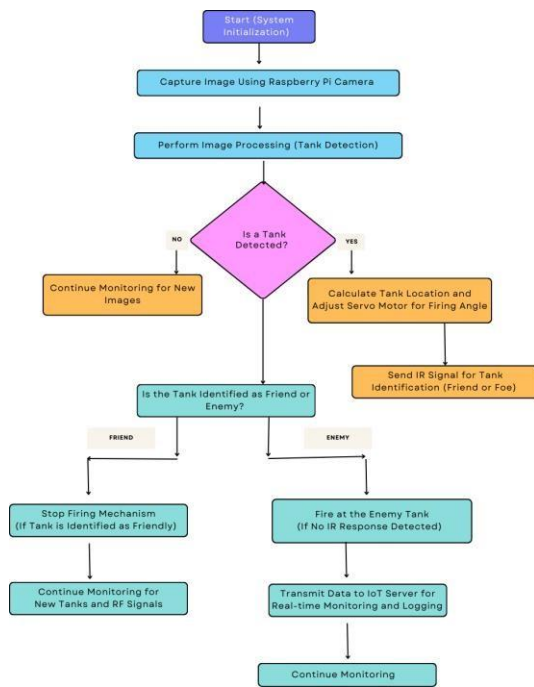 Start (System
Initialization)
Capture Image Using Raspberry Pi Camera
Perform Image Processing (Tank Detection)
Is a Tank
Detected?
NO
YES
Continue Monitoring for New
Images
Calculate Tank Location and
Adjust Servo Motor for Firing Angle
Send IR Signal for Tank
Identification (Friend or Foe)
Is the Tank Identified as Friend or
Enemy?
FRIEND
ENEMY
Stop Firing Mechanism
(If Tank is Identified as Friendly)
Fire at the Enemy Tank
(If No IR Response Detected)
Continue Monitoring for
New Tanks and RF Signals
Transmit Data to IoT Server for
Real-time Monitoring and Logging
Continue Monitoring